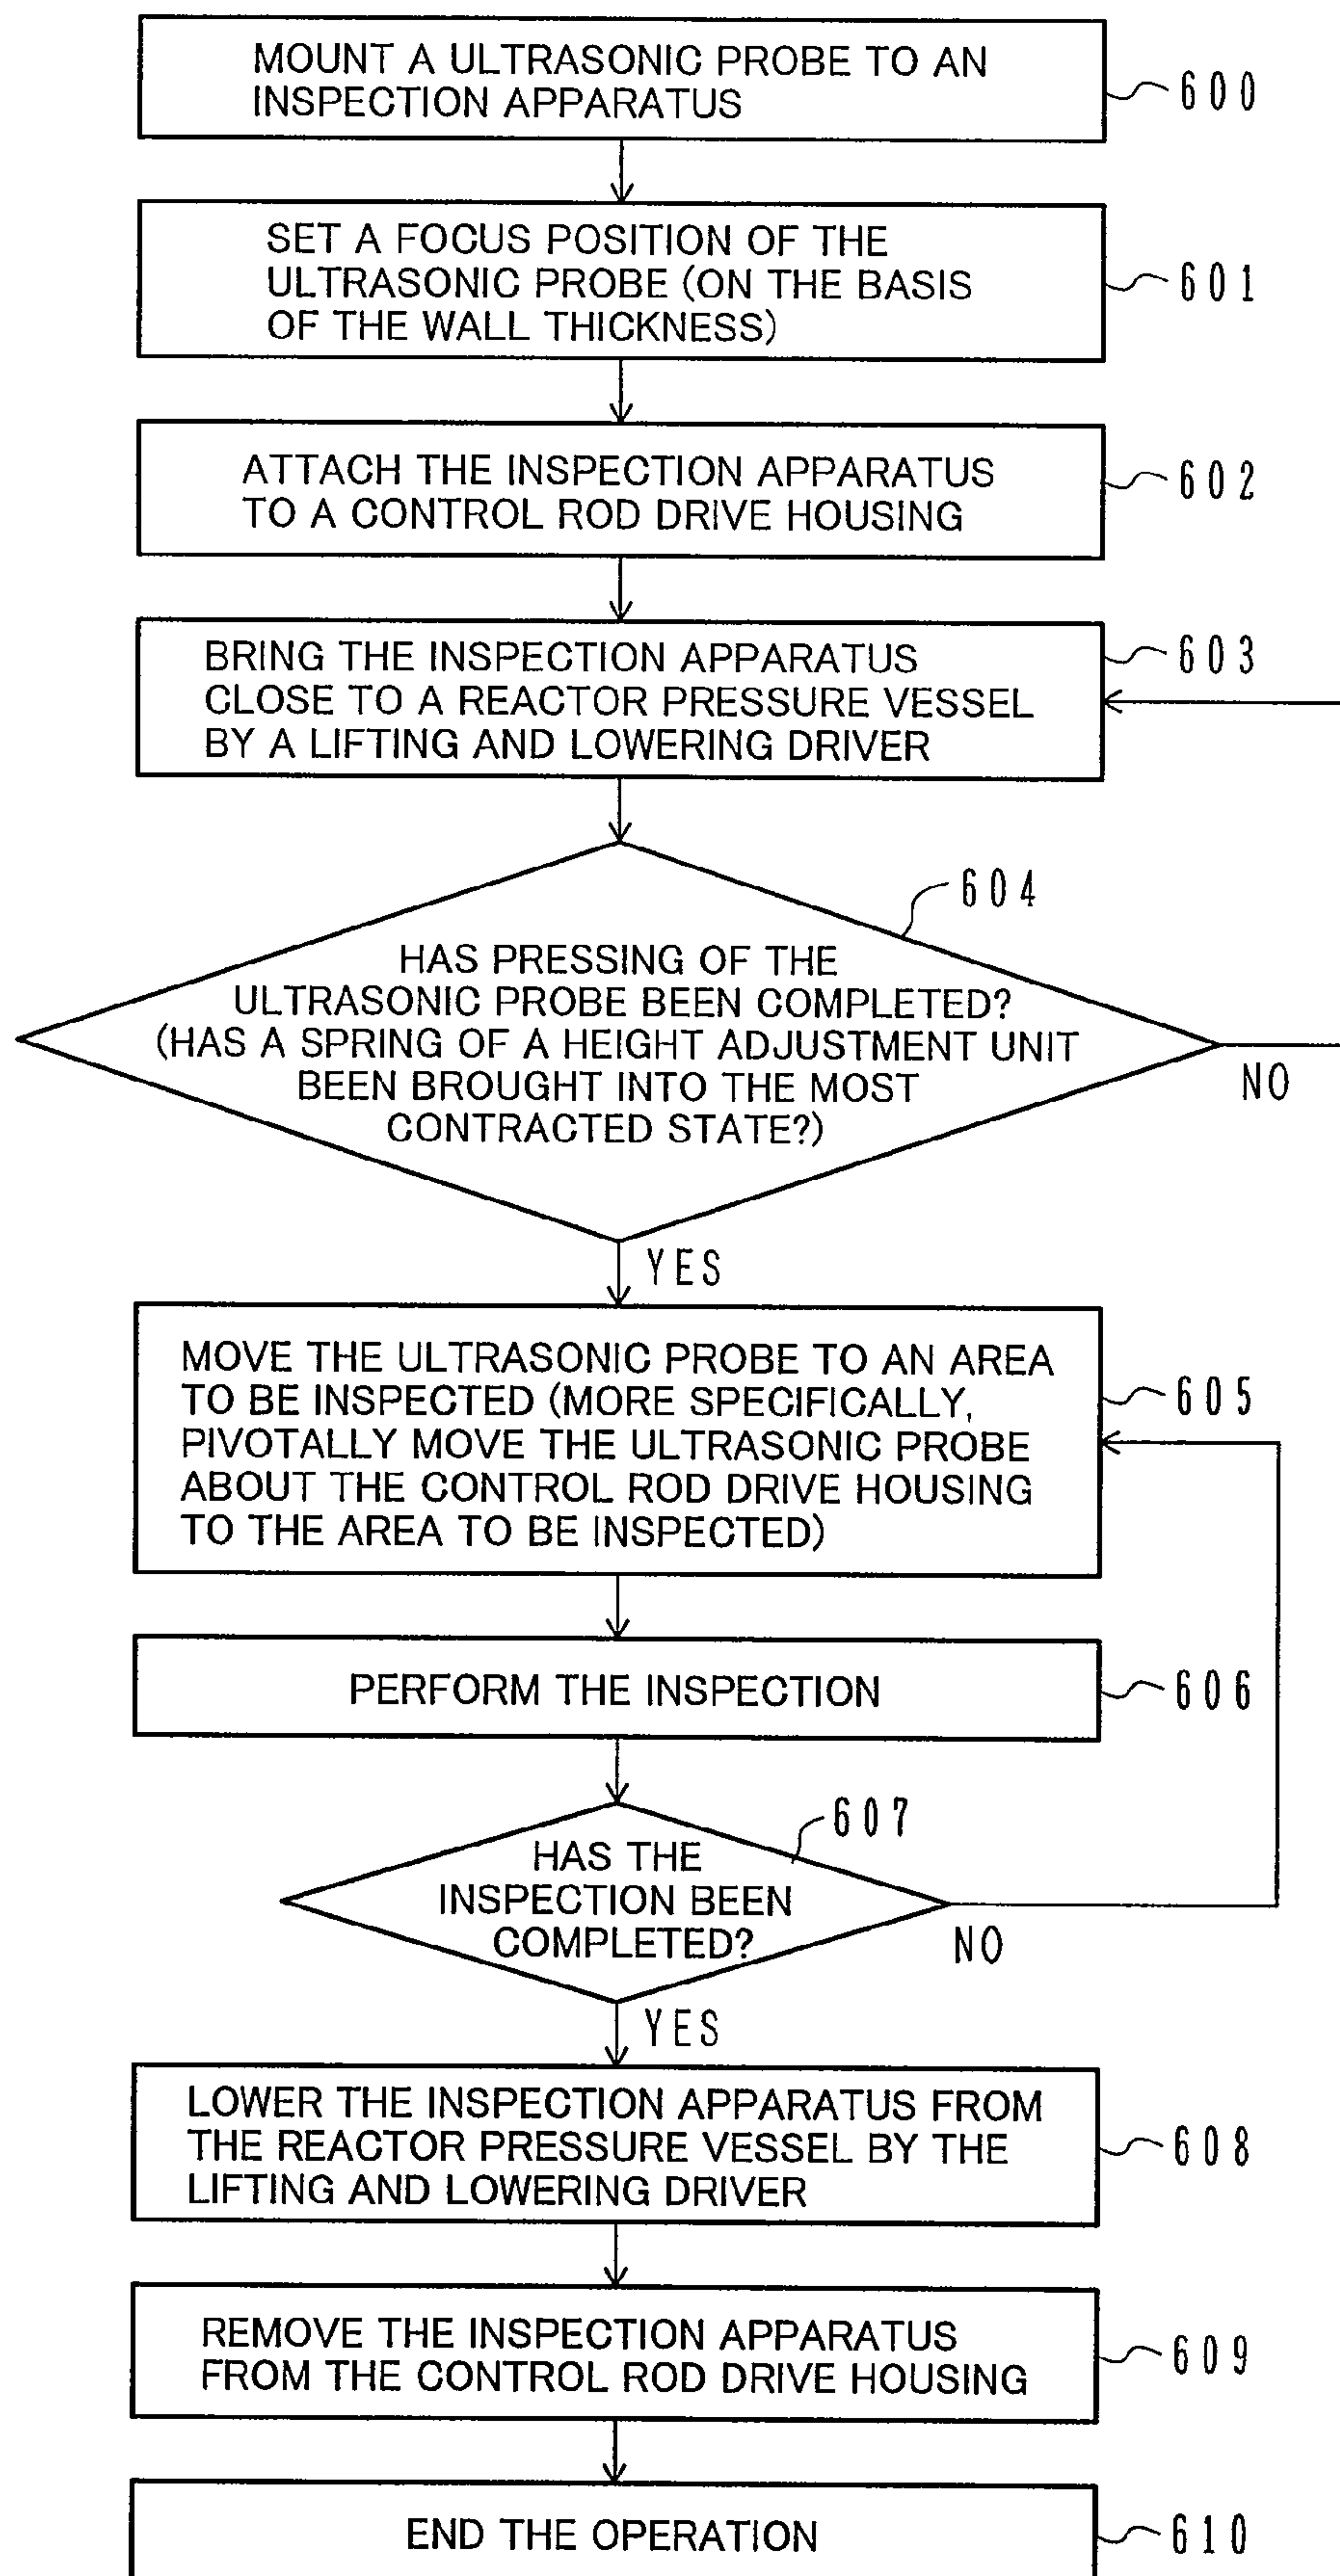 MOUNT A ULTRASONIC PROBE TO AN
INSPECTION APPARATUS
600
SET A FOCUS POSITION OF THE
ULTRASONIC PROBE (ON THE BASIS
OF THE WALL THICKNESS)
601
ATTACH THE INSPECTION APPARATUS
TO A CONTROL ROD DRIVE HOUSING
602
BRING THE INSPECTION APPARATUS
CLOSE TO A REACTOR PRESSURE VESSEL
BY A LIFTING AND LOWERING DRIVER
603
604
HAS PRESSING OF THE
ULTRASONIC PROBE BEEN COMPLETED?
(HAS A SPRING OF A HEIGHT ADJUSTMENT UNIT
BEEN BROUGHT INTO THE MOST
CONTRACTED STATE?)
NO
YES
MOVE THE ULTRASONIC PROBE TO AN AREA
TO BE INSPECTED (MORE SPECIFICALLY,
PIVOTALLY MOVE THE ULTRASONIC PROBE
ABOUT THE CONTROL ROD DRIVE HOUSING
TO THE AREA TO BE INSPECTED)
605
PERFORM THE INSPECTION
606
607
HAS THE
INSPECTION BEEN
COMPLETED?
NO
YES
LOWER THE INSPECTION APPARATUS FROM
THE REACTOR PRESSURE VESSEL BY THE
LIFTING AND LOWERING DRIVER
608
REMOVE THE INSPECTION APPARATUS
FROM THE CONTROL ROD DRIVE HOUSING
609
END THE OPERATION
610